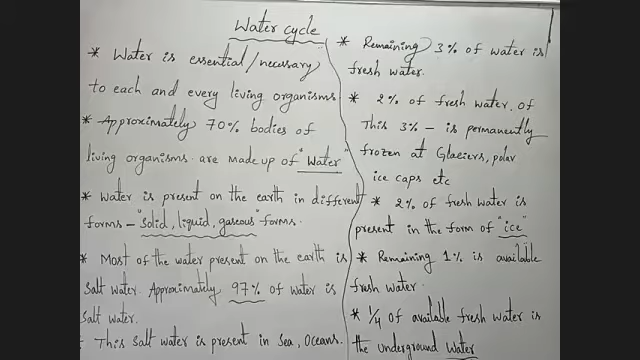 Water cycle
* Water is essential/necessary
to each and every living organisms
* Approximately 70% bodies of
living organisms are made up of "Water"
* Water is present on the earth in different
forms - "Solid, liquid, gaseous" forms.
* Most of the water present on the earth is
Salt water. Approximately 97% of water is
Salt water.
* This Salt water is present in Sea, Oceans.
* Remaining 3% of water is
fresh water.
* 2% of fresh water of
This 3% - is permanently
frozen at Glaciers, polar
ice caps etc
* 2% of fresh water is
present in the form of "ice"
* Remaining 1% is available
fresh water.
* 1/4 of available fresh water is
the underground Water